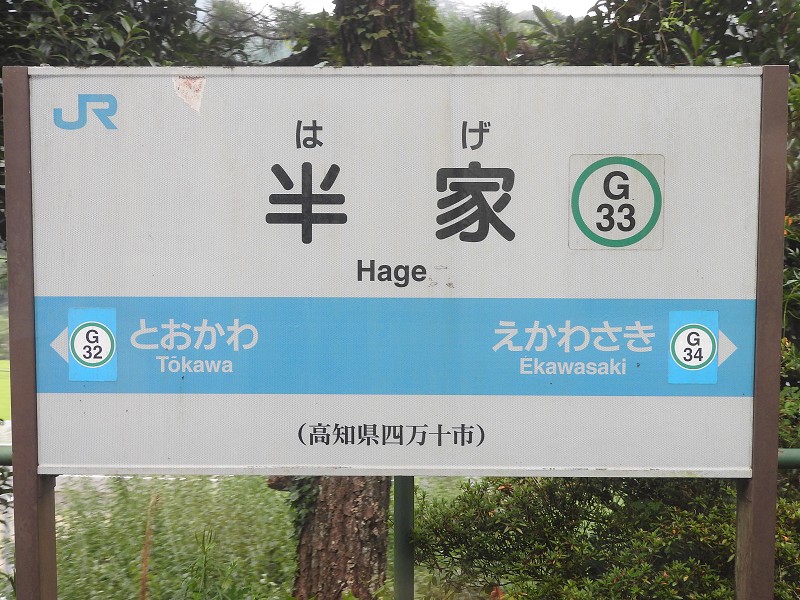 JR
は げ
半 家
G
33
Hage
G
32
とおかわ
Tōkawa
えかわさき
Ekawasaki
G
34
（高知県四万十市）